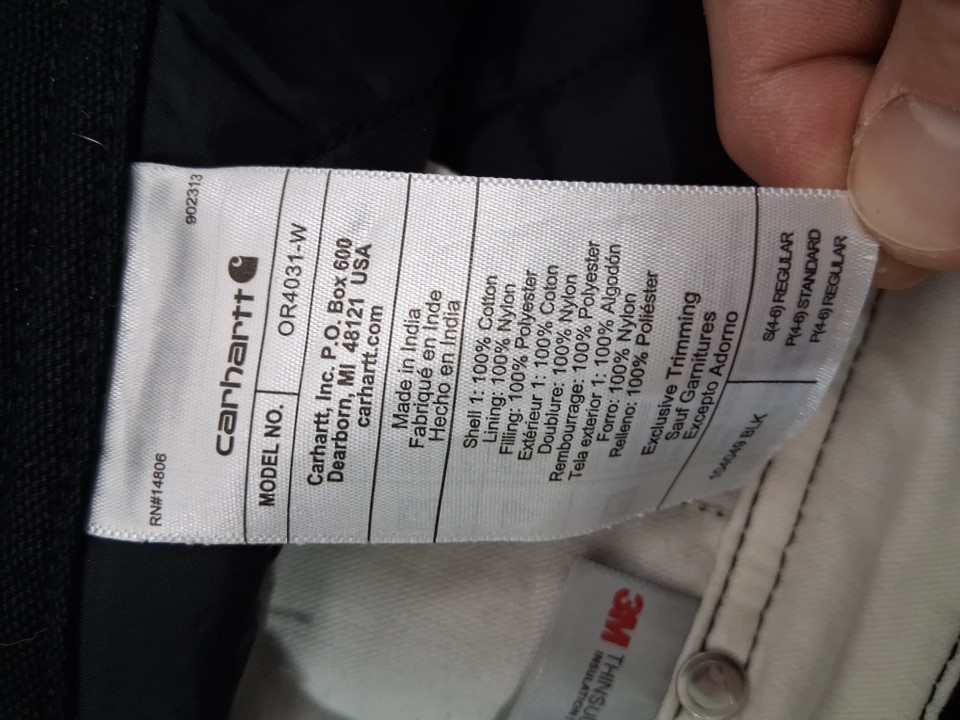 RN#14806 902313
carhartt
MODEL NO. OR4031-W
Carhartt, Inc. P.O. Box 600
Dearborn, MI 48121 USA
carhartt.com
Made in India
Fabriqué en Inde
Hecho en India
Shell 1: 100% Cotton
Lining: 100% Nylon
Filling: 100% Polyester
Extérieur 1: 100% Coton
Doublure: 100% Nylon
Rembourrage: 100% Polyester
Tela exterior 1: 100% Algodón
Forro: 100% Nylon
Relleno: 100% Poliéster
Exclusive Trimming
Sauf Garnitures
Excepto Adorno
BLK
S(4-6) REGULAR
P(4-6) STANDARD
P(4-6) REGULAR
3M THINSU
INSULATION